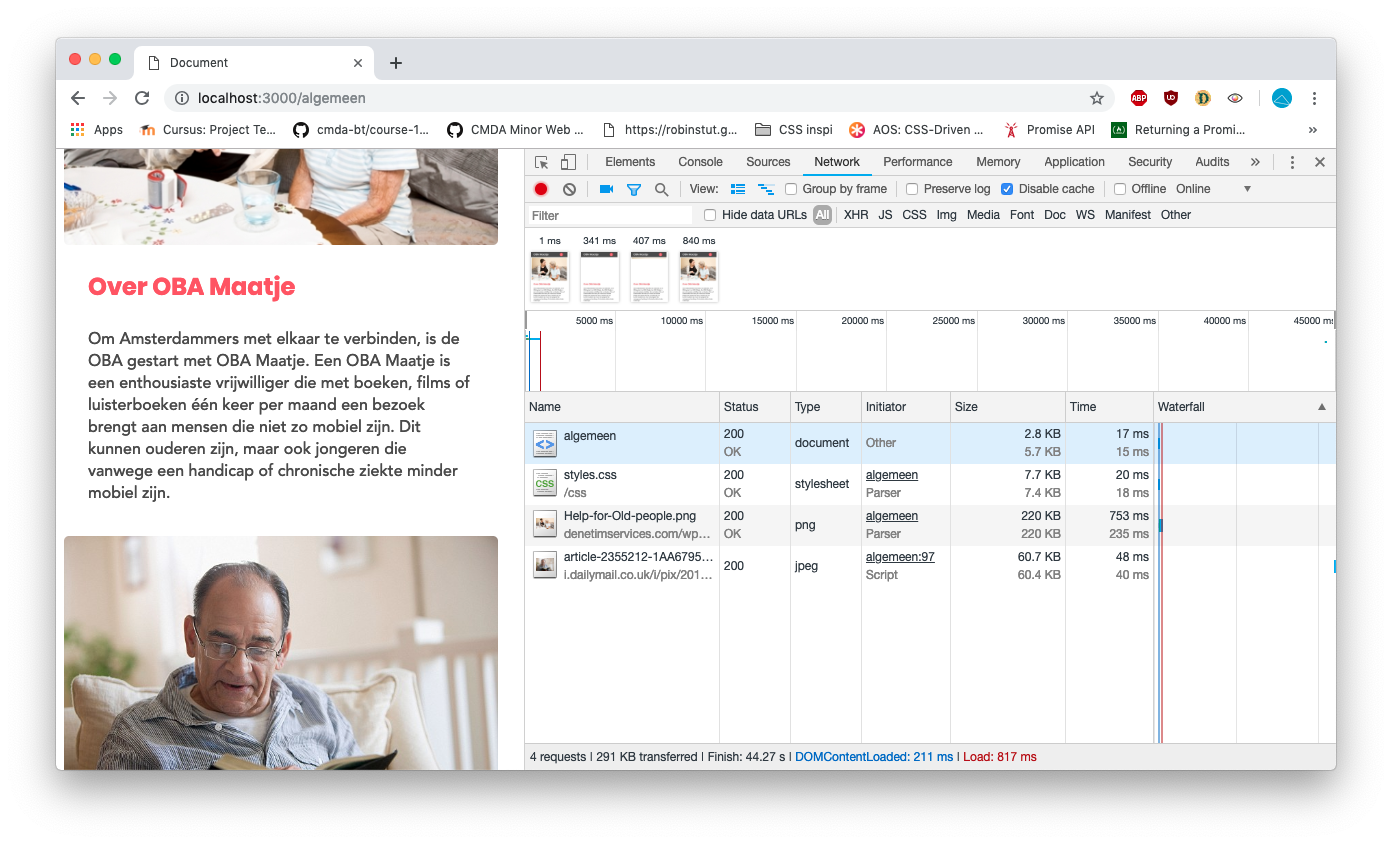 Document
localhost:3000/algemeen
ABP
Apps Cursus: Project Te... cmda-bt/course-1... CMDA Minor Web ... https://robinstut.g... CSS inspi AOS: CSS-Driven ... Promise API Returning a Promi... »
Elements Console Sources Network Performance Memory Application Security Audits »
View: Group by frame Preserve log Disable cache Offline Online
Filter Hide data URLs All XHR JS CSS Img Media Font Doc WS Manifest Other
1 ms 341 ms 407 ms 840 ms
5000 ms 10000 ms 15000 ms 20000 ms 25000 ms 30000 ms 35000 ms 40000 ms 45000 ms
Name Status Type Initiator Size Time Waterfall
algemeen 200 OK document Other 2.8 KB 5.7 KB 17 ms 15 ms
styles.css /css 200 OK stylesheet algemeen Parser 7.7 KB 7.4 KB 20 ms 18 ms
Help-for-Old-people.png denetimservices.com/wp... 200 OK png algemeen Parser 220 KB 220 KB 753 ms 235 ms
article-2355212-1AA6795... i.dailymail.co.uk/i/pix/201... 200 jpeg algemeen:97 Script 60.7 KB 60.4 KB 48 ms 40 ms
4 requests | 291 KB transferred | Finish: 44.27 s | DOMContentLoaded: 211 ms | Load: 817 ms
Over OBA Maatje
Om Amsterdammers met elkaar te verbinden, is de
OBA gestart met OBA Maatje. Een OBA Maatje is
een enthousiaste vrijwilliger die met boeken, films of
luisterboeken één keer per maand een bezoek
brengt aan mensen die niet zo mobiel zijn. Dit
kunnen ouderen zijn, maar ook jongeren die
vanwege een handicap of chronische ziekte minder
mobiel zijn.